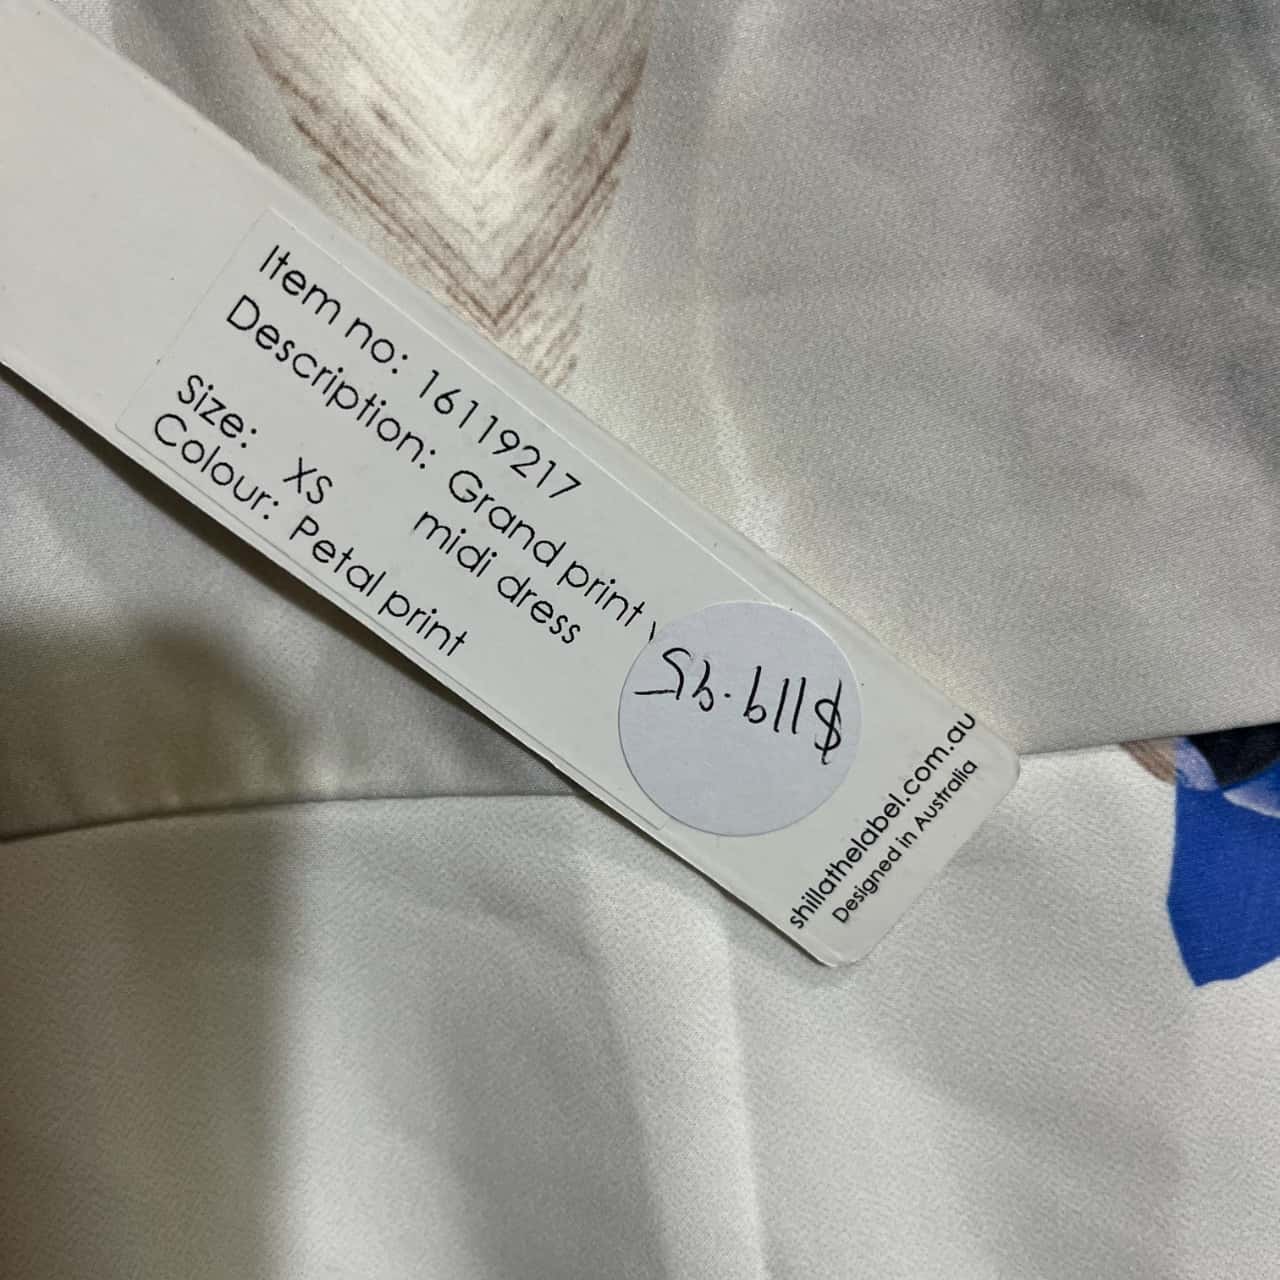 Item no: 16119217
Description: Grand print
midi dress
Size: XS
Colour: Petal print
$119.95
shillathelabel.com.au
Designed in Australia